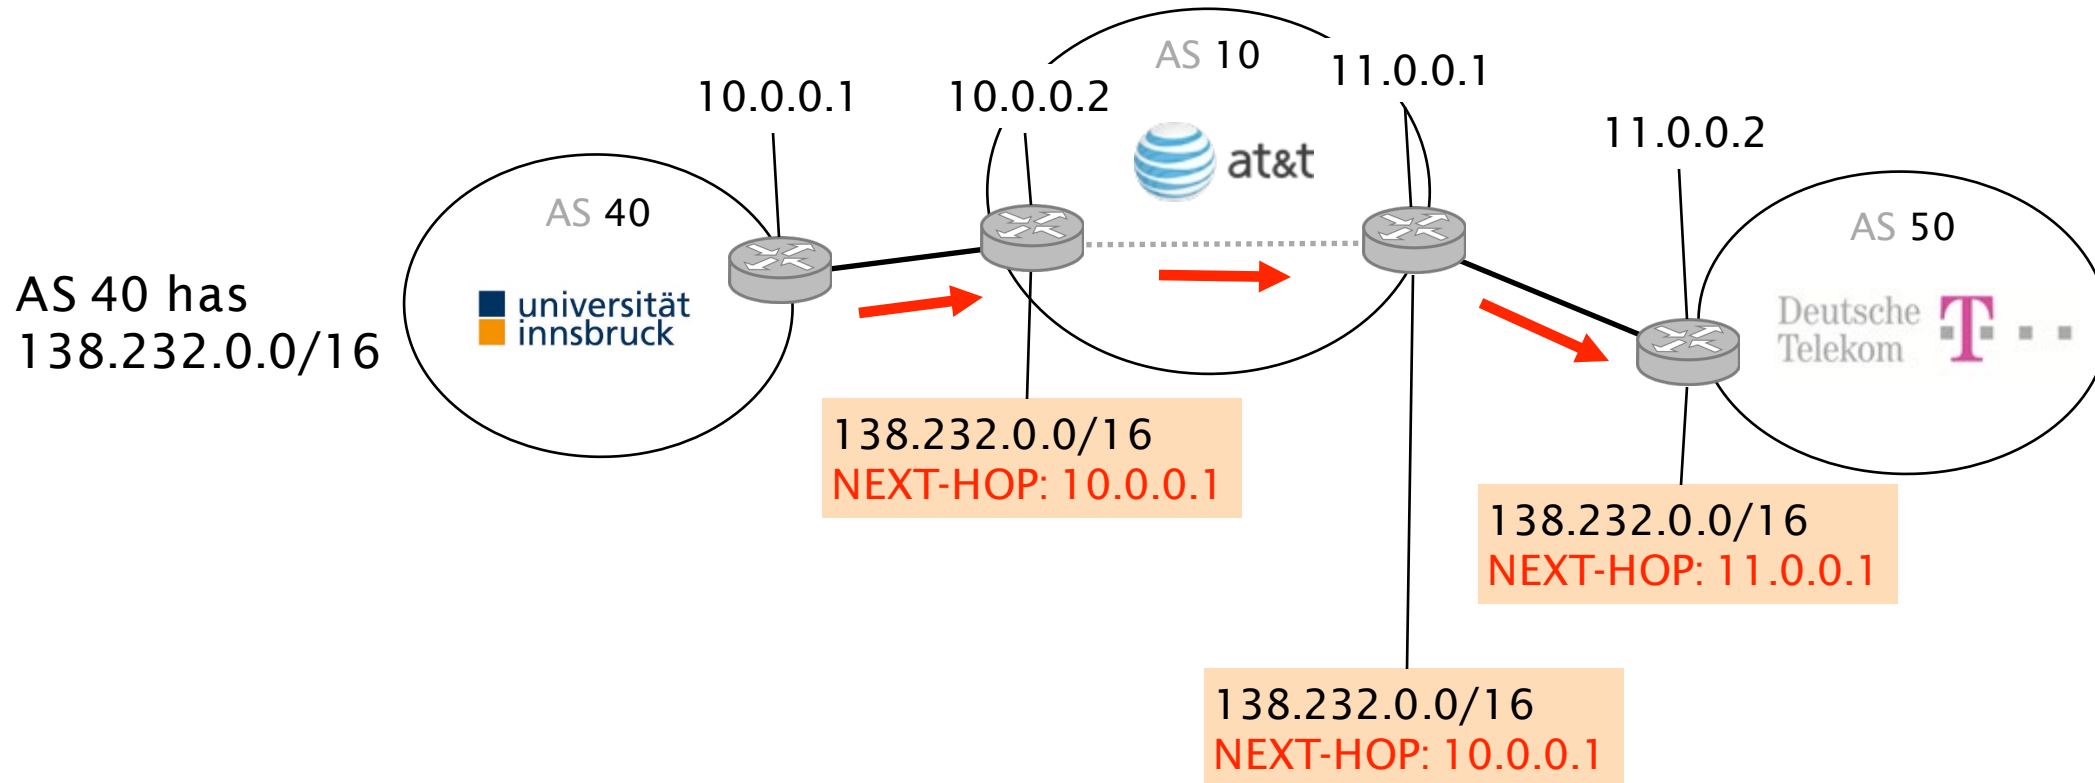 AS 10
11.0.0.1
10.0.0.1
10.0.0.2
11.0.0.2
at&t
AS 40
AS 50
AS 40 has
138.232.0.0/16
universität
innsbruck
Deutsche
Telekom
T
138.232.0.0/16
NEXT-HOP: 10.0.0.1
138.232.0.0/16
NEXT-HOP: 11.0.0.1
138.232.0.0/16
NEXT-HOP: 10.0.0.1